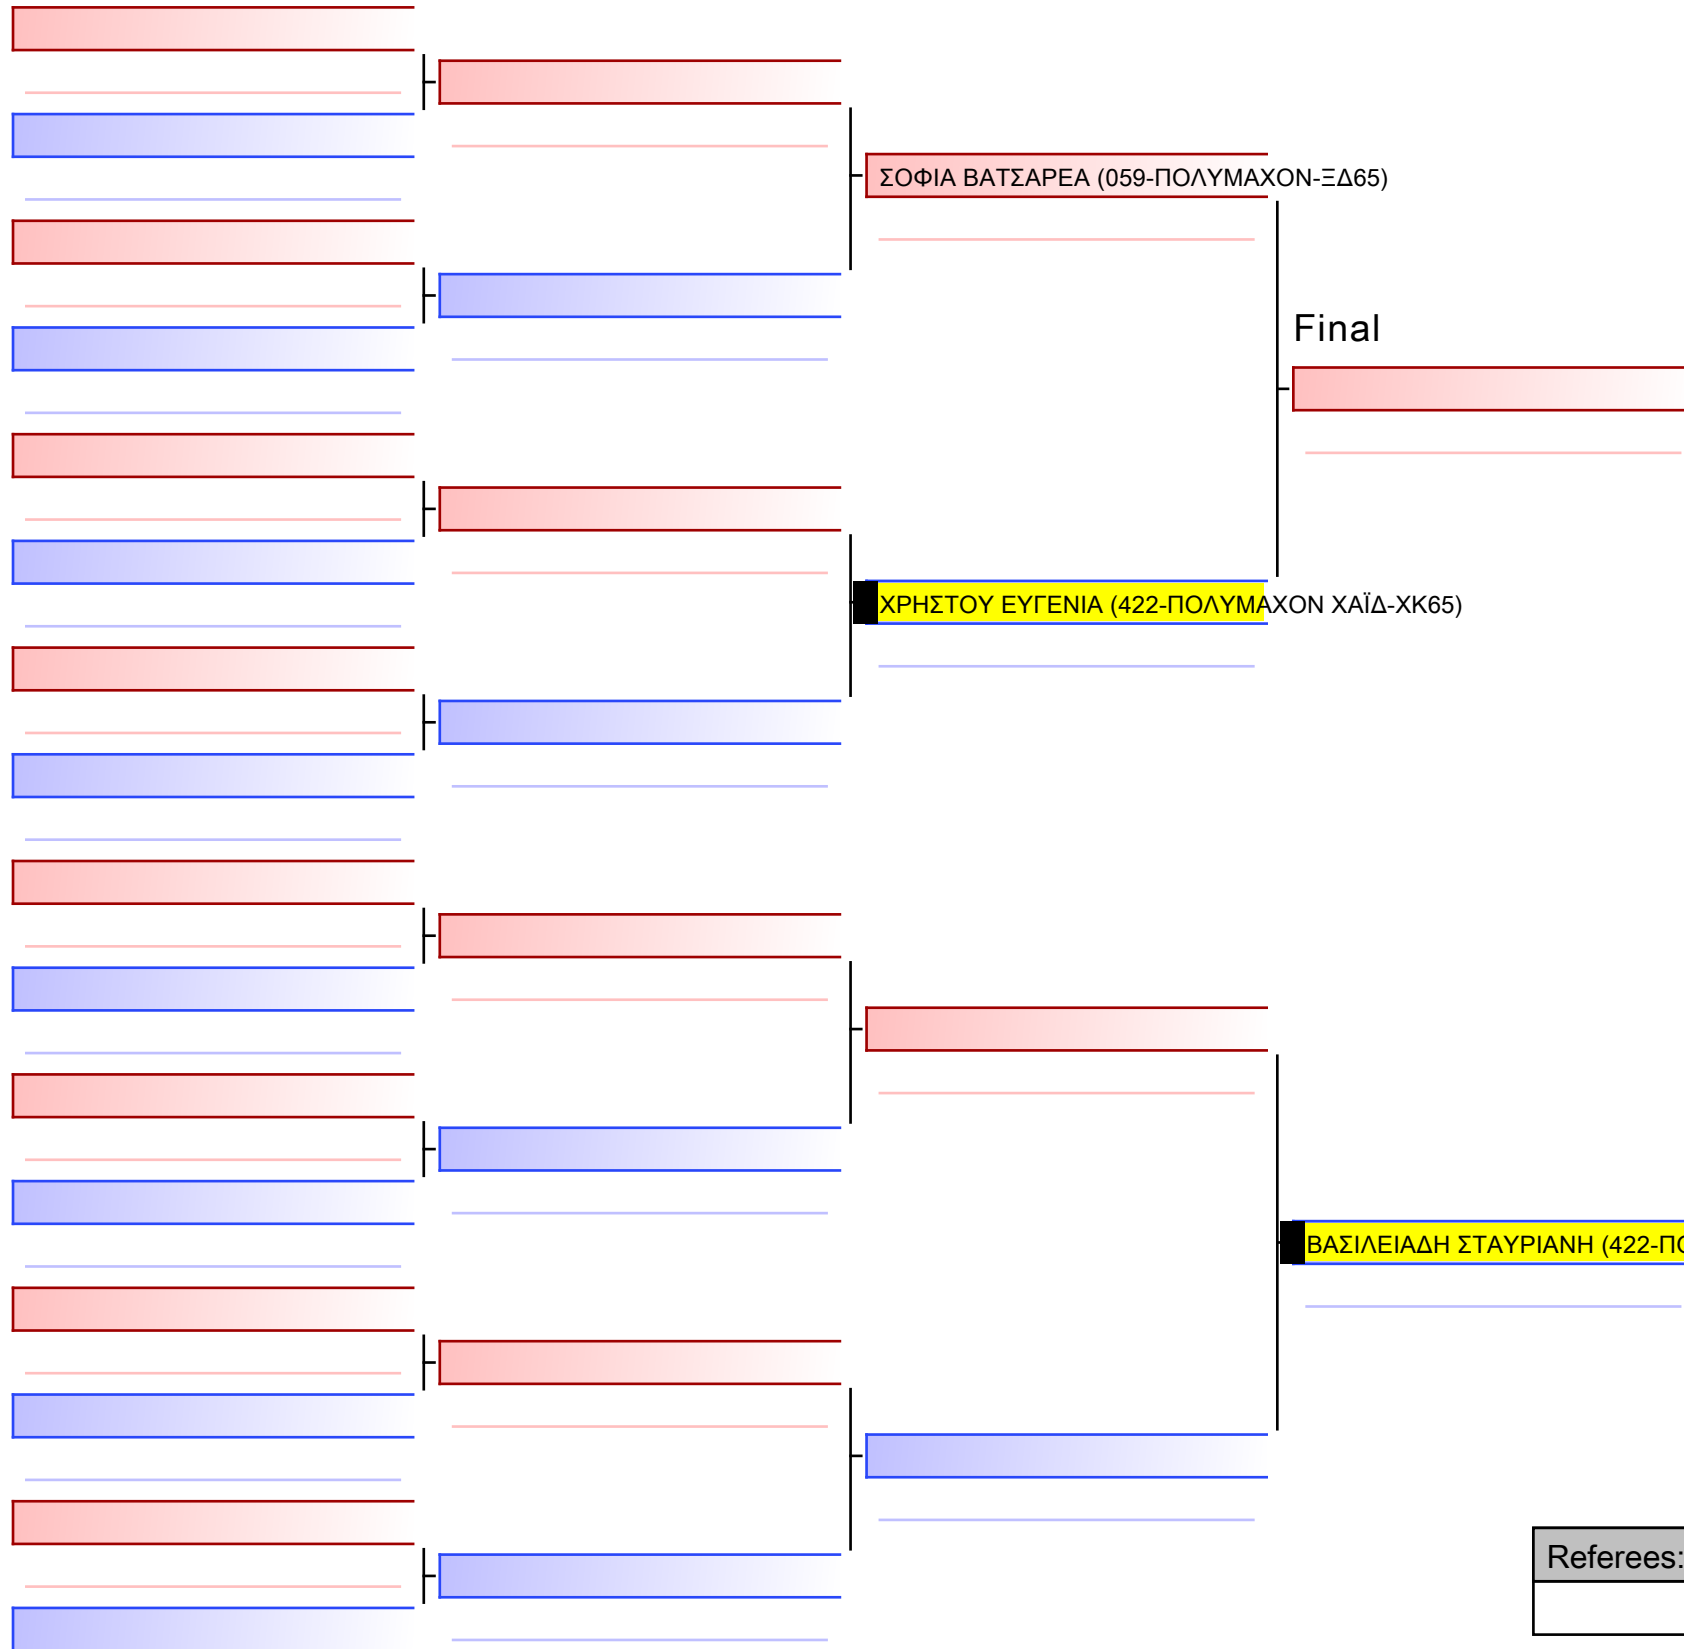 ΣΟΦΙΑ ΒΑΤΣΑΡΕΑ (059-ΠΟΛΥΜΑΧΟΝ-ΞΔ65)
Final
ΧΡΗΣΤΟΥ ΕΥΓΕΝΙΑ (422-ΠΟΛΥΜΑΧΟΝ ΧΑΪΔ-ΧΚ65)
ΒΑΣΙΛΕΙΑΔΗ ΣΤΑΥΡΙΑΝΗ (422-Π
Referees: